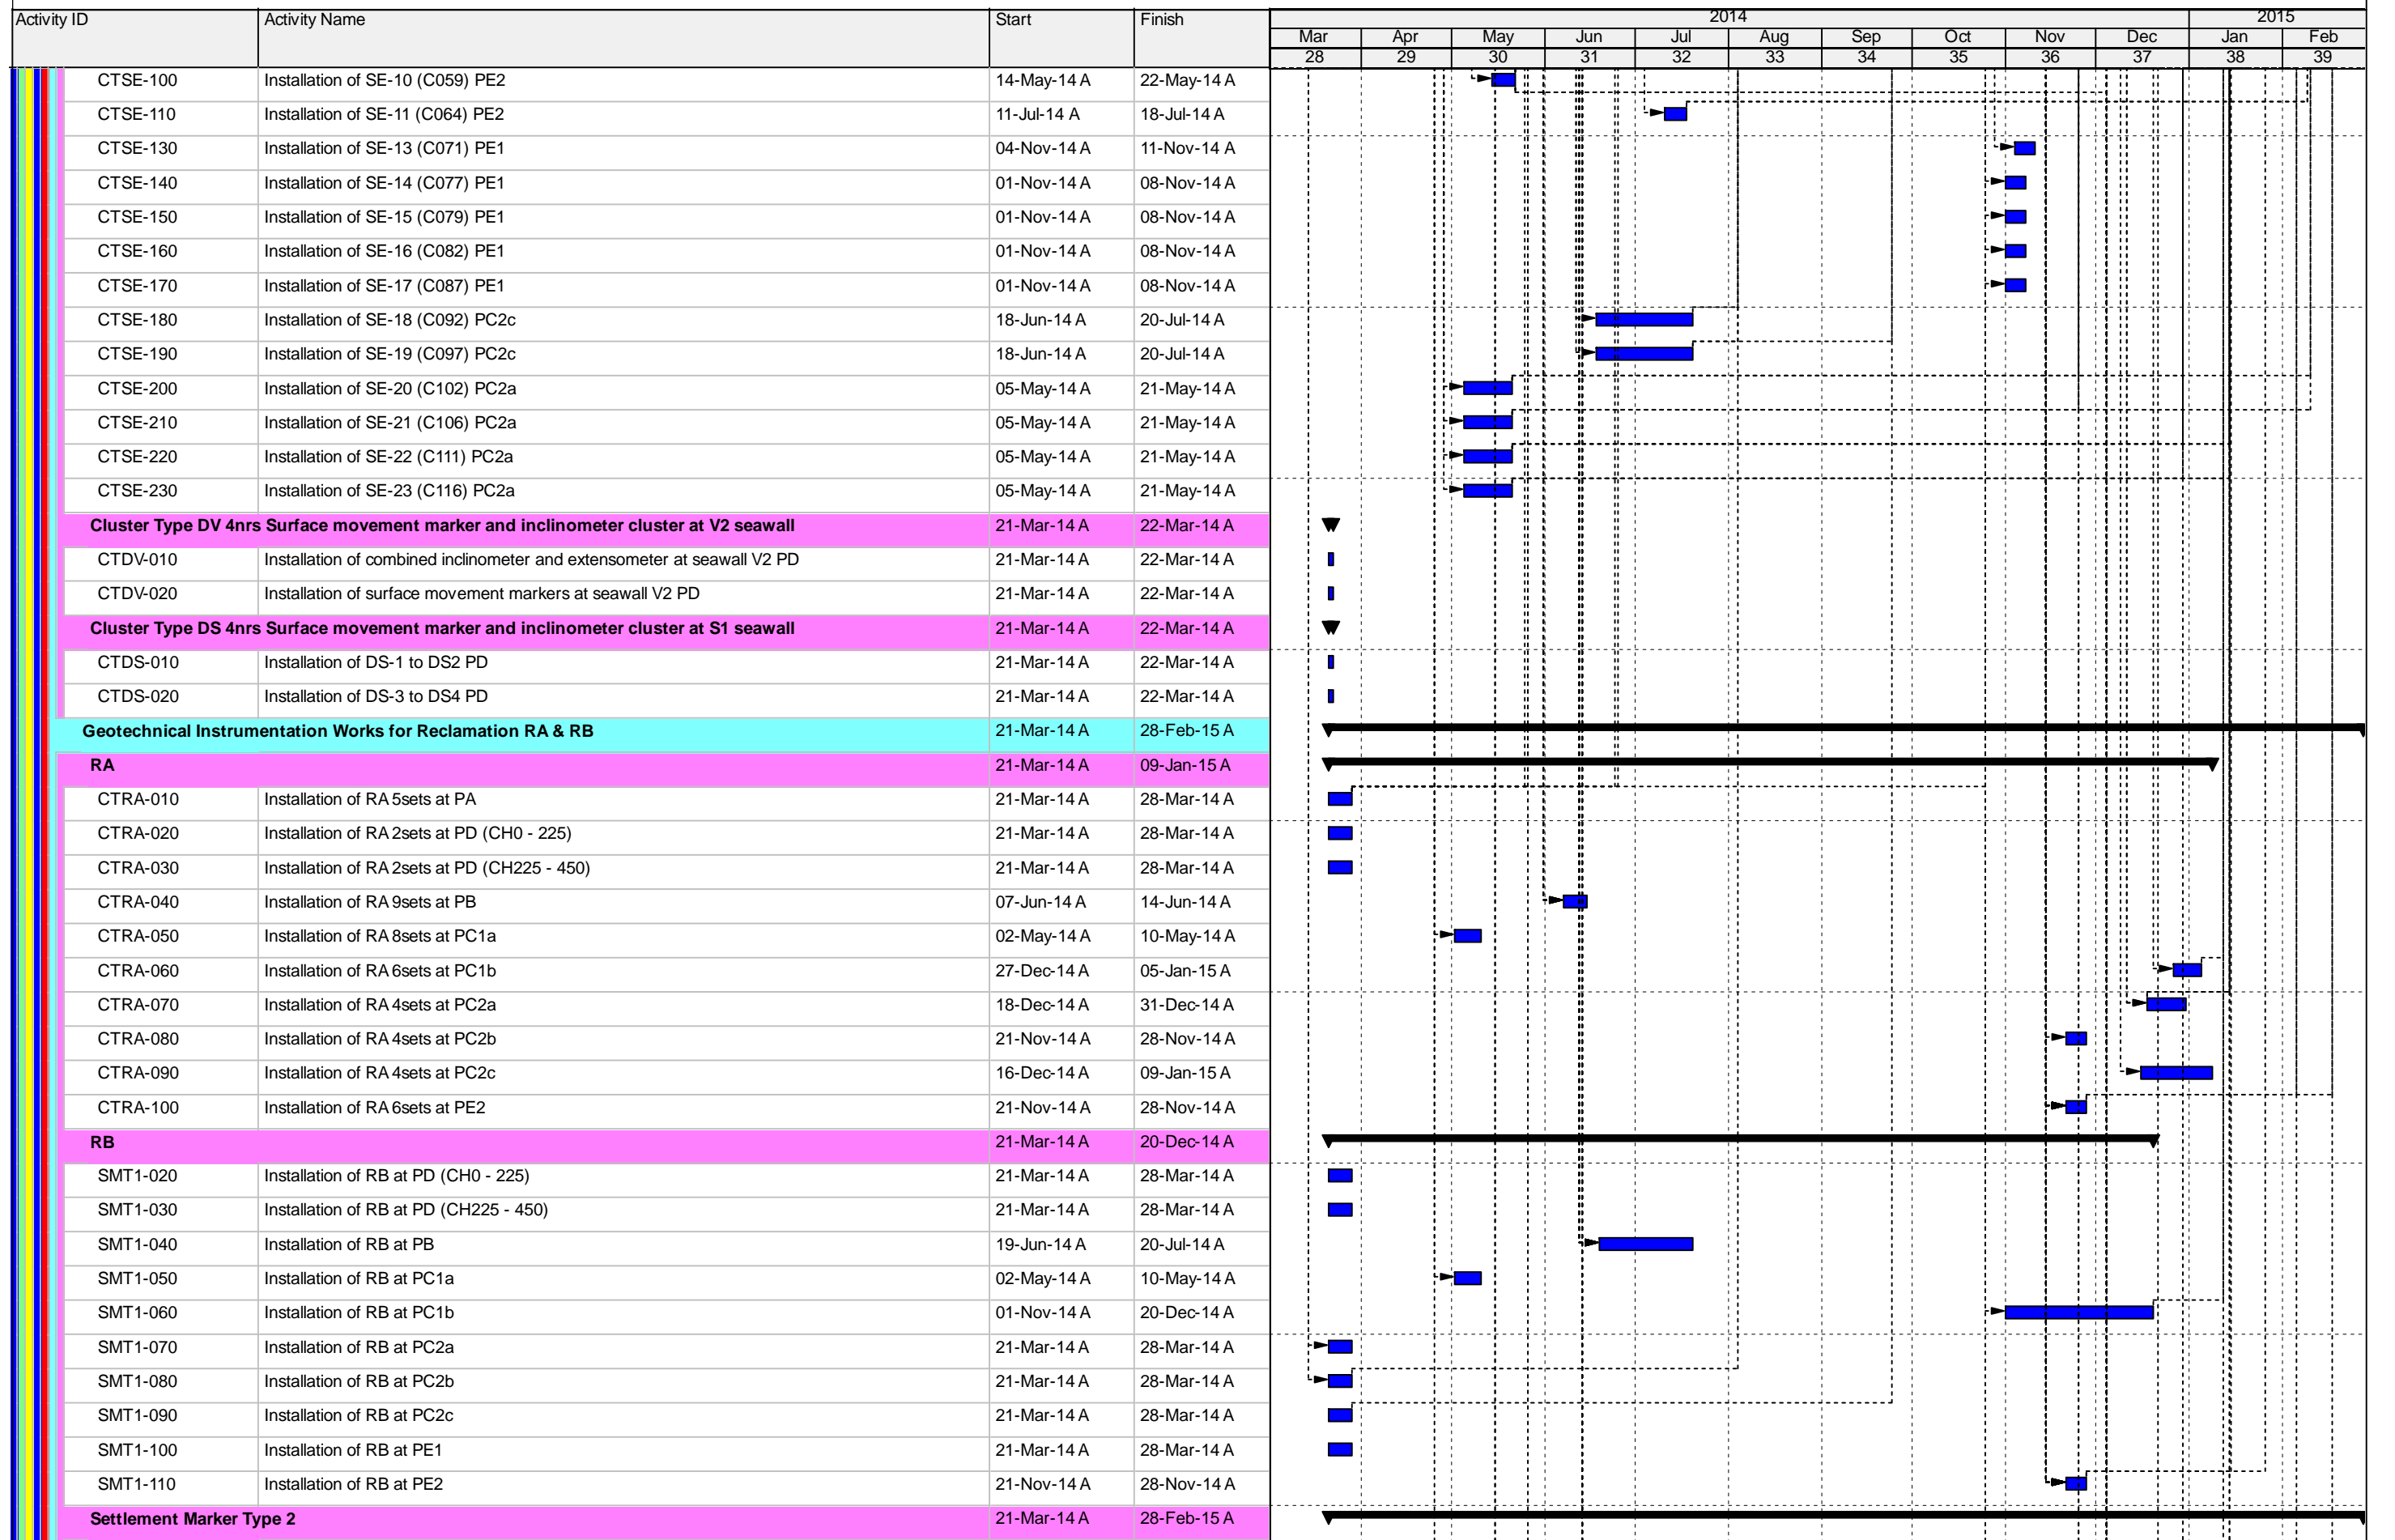 Activity ID Activity Name Start Finish 2014 2015
Mar Apr May Jun Jul Aug Sep Oct Nov Dec Jan Feb
28 29 30 31 32 33 34 35 36 37 38 39
CTSE-100 Installation of SE-10 (C059) PE2 14-May-14 A 22-May-14 A
CTSE-110 Installation of SE-11 (C064) PE2 11-Jul-14 A 18-Jul-14 A
CTSE-130 Installation of SE-13 (C071) PE1 04-Nov-14 A 11-Nov-14 A
CTSE-140 Installation of SE-14 (C077) PE1 01-Nov-14 A 08-Nov-14 A
CTSE-150 Installation of SE-15 (C079) PE1 01-Nov-14 A 08-Nov-14 A
CTSE-160 Installation of SE-16 (C082) PE1 01-Nov-14 A 08-Nov-14 A
CTSE-170 Installation of SE-17 (C087) PE1 01-Nov-14 A 08-Nov-14 A
CTSE-180 Installation of SE-18 (C092) PC2c 18-Jun-14 A 20-Jul-14 A
CTSE-190 Installation of SE-19 (C097) PC2c 18-Jun-14 A 20-Jul-14 A
CTSE-200 Installation of SE-20 (C102) PC2a 05-May-14 A 21-May-14 A
CTSE-210 Installation of SE-21 (C106) PC2a 05-May-14 A 21-May-14 A
CTSE-220 Installation of SE-22 (C111) PC2a 05-May-14 A 21-May-14 A
CTSE-230 Installation of SE-23 (C116) PC2a 05-May-14 A 21-May-14 A
Cluster Type DV 4nrs Surface movement marker and inclinometer cluster at V2 seawall 21-Mar-14 A 22-Mar-14 A
CTDV-010 Installation of combined inclinometer and extensometer at seawall V2 PD 21-Mar-14 A 22-Mar-14 A
CTDV-020 Installation of surface movement markers at seawall V2 PD 21-Mar-14 A 22-Mar-14 A
Cluster Type DS 4nrs Surface movement marker and inclinometer cluster at S1 seawall 21-Mar-14 A 22-Mar-14 A
CTDS-010 Installation of DS-1 to DS2 PD 21-Mar-14 A 22-Mar-14 A
CTDS-020 Installation of DS-3 to DS4 PD 21-Mar-14 A 22-Mar-14 A
Geotechnical Instrumentation Works for Reclamation RA & RB 21-Mar-14 A 28-Feb-15 A
RA 21-Mar-14 A 09-Jan-15 A
CTRA-010 Installation of RA 5sets at PA 21-Mar-14 A 28-Mar-14 A
CTRA-020 Installation of RA 2sets at PD (CH0 - 225) 21-Mar-14 A 28-Mar-14 A
CTRA-030 Installation of RA 2sets at PD (CH225 - 450) 21-Mar-14 A 28-Mar-14 A
CTRA-040 Installation of RA 9sets at PB 07-Jun-14 A 14-Jun-14 A
CTRA-050 Installation of RA 8sets at PC1a 02-May-14 A 10-May-14 A
CTRA-060 Installation of RA 6sets at PC1b 27-Dec-14 A 05-Jan-15 A
CTRA-070 Installation of RA 4sets at PC2a 18-Dec-14 A 31-Dec-14 A
CTRA-080 Installation of RA 4sets at PC2b 21-Nov-14 A 28-Nov-14 A
CTRA-090 Installation of RA 4sets at PC2c 16-Dec-14 A 09-Jan-15 A
CTRA-100 Installation of RA 6sets at PE2 21-Nov-14 A 28-Nov-14 A
RB 21-Mar-14 A 20-Dec-14 A
SMT1-020 Installation of RB at PD (CH0 - 225) 21-Mar-14 A 28-Mar-14 A
SMT1-030 Installation of RB at PD (CH225 - 450) 21-Mar-14 A 28-Mar-14 A
SMT1-040 Installation of RB at PB 19-Jun-14 A 20-Jul-14 A
SMT1-050 Installation of RB at PC1a 02-May-14 A 10-May-14 A
SMT1-060 Installation of RB at PC1b 01-Nov-14 A 20-Dec-14 A
SMT1-070 Installation of RB at PC2a 21-Mar-14 A 28-Mar-14 A
SMT1-080 Installation of RB at PC2b 21-Mar-14 A 28-Mar-14 A
SMT1-090 Installation of RB at PC2c 21-Mar-14 A 28-Mar-14 A
SMT1-100 Installation of RB at PE1 21-Mar-14 A 28-Mar-14 A
SMT1-110 Installation of RB at PE2 21-Nov-14 A 28-Nov-14 A
Settlement Marker Type 2 21-Mar-14 A 28-Feb-15 A